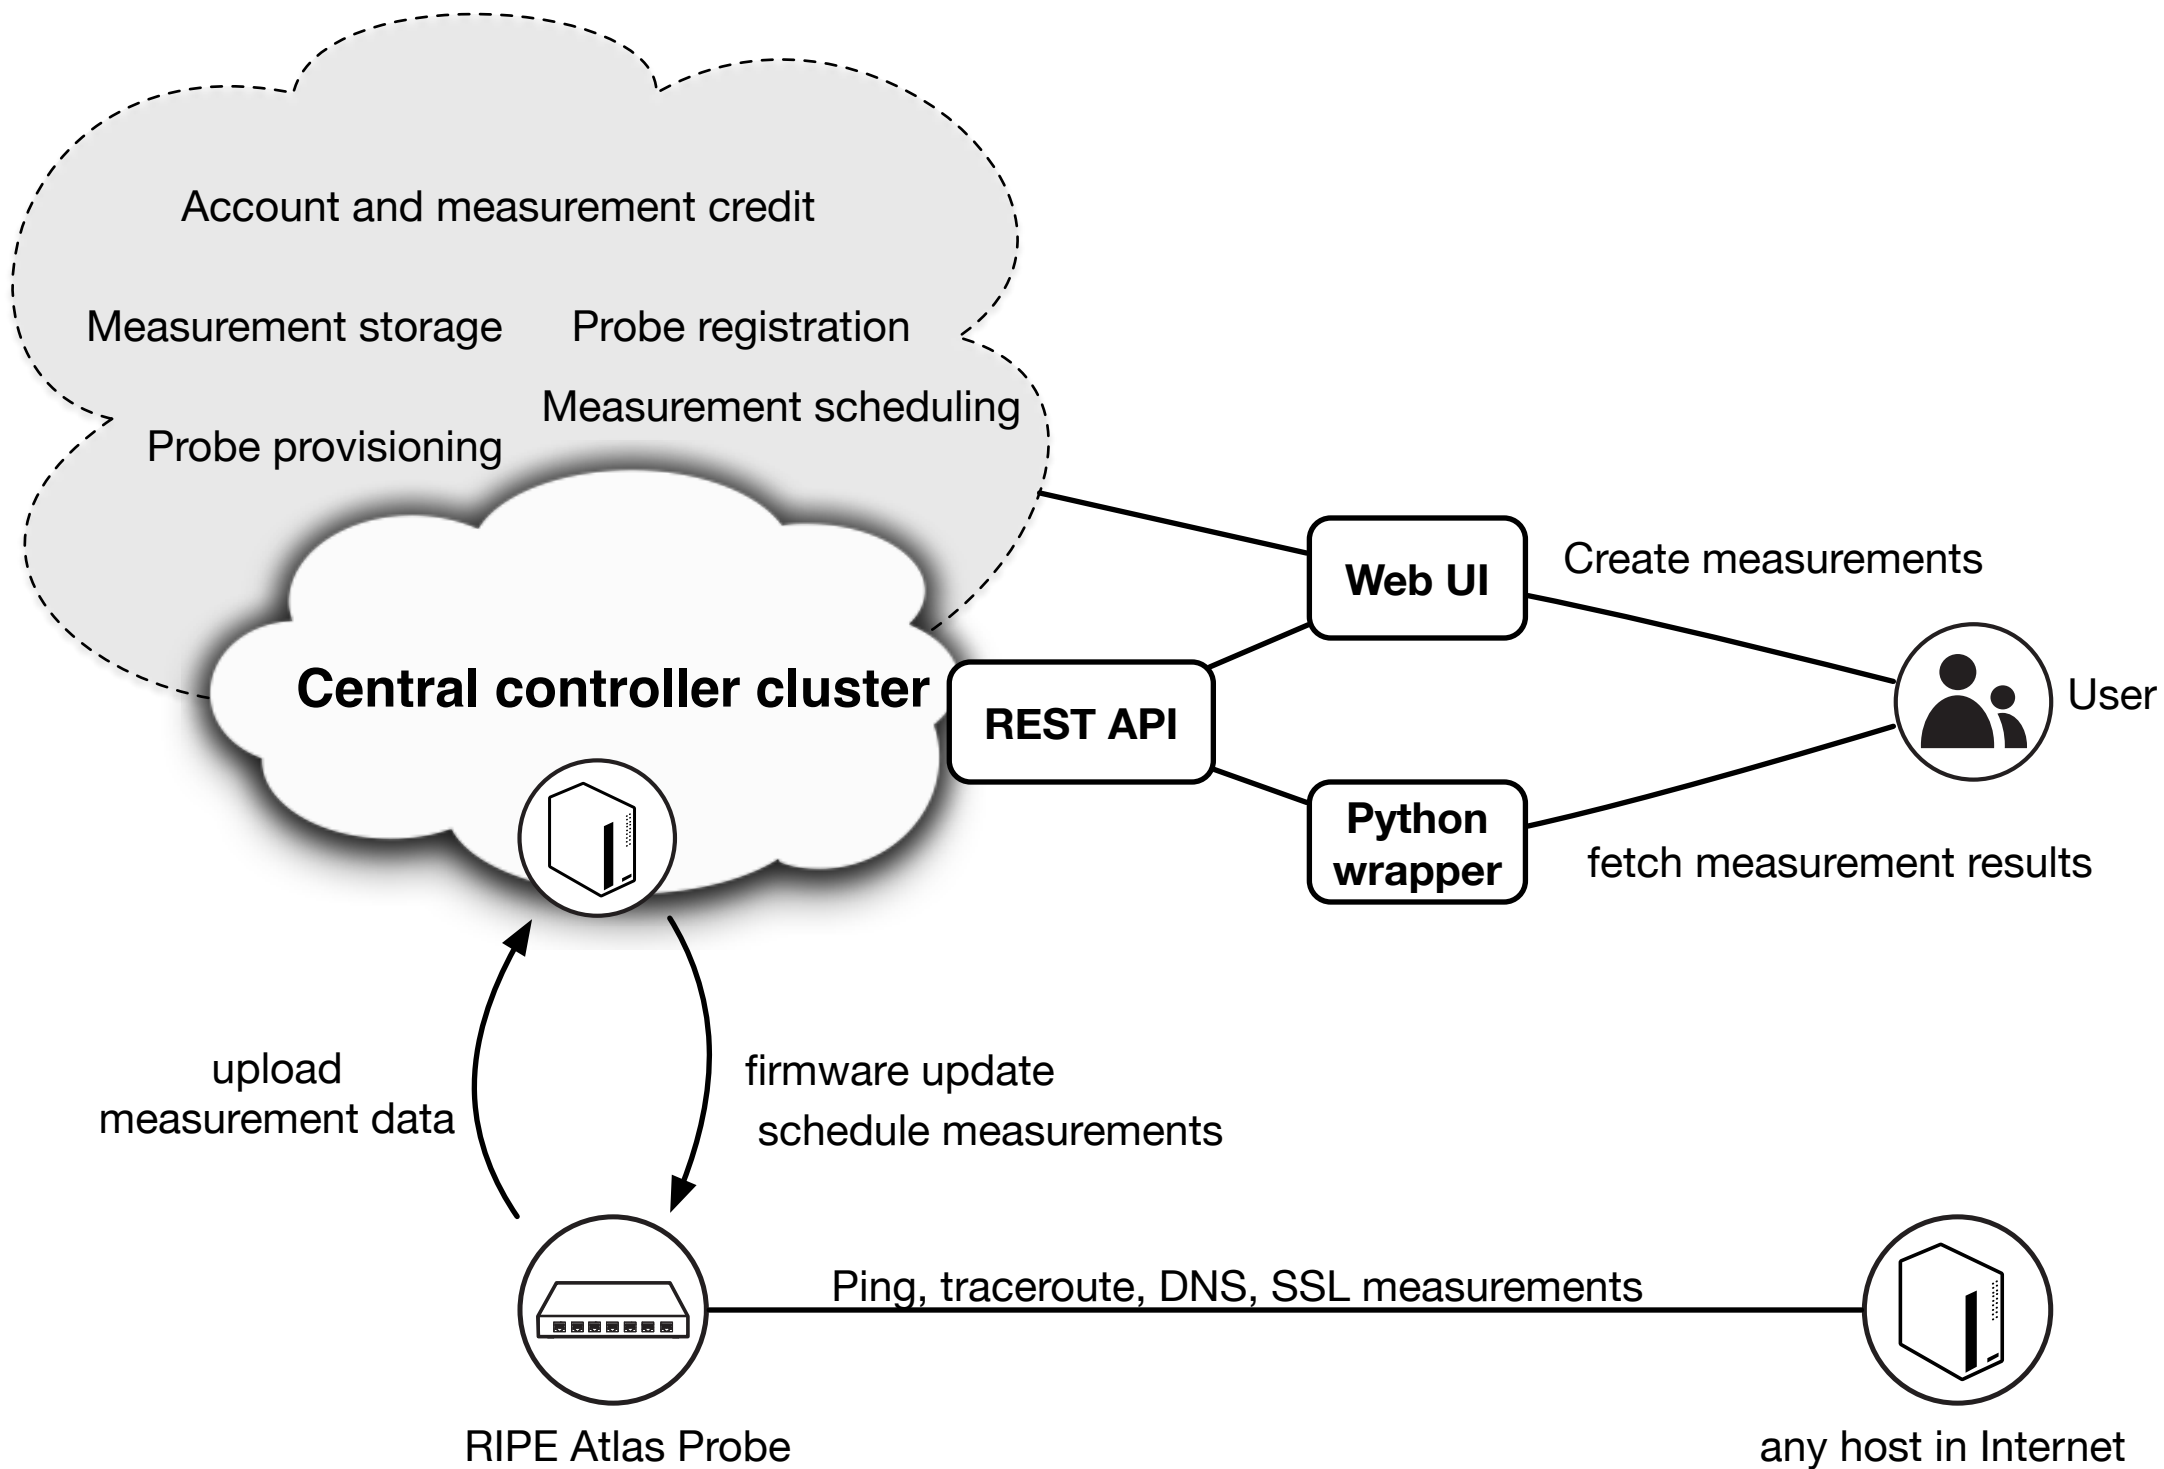 Account and measurement credit
Measurement storage
Probe registration
Measurement scheduling
Probe provisioning
Central controller cluster
REST API
Web UI
Create measurements
User
Python
wrapper
fetch measurement results
upload
measurement data
firmware update
schedule measurements
Ping, traceroute, DNS, SSL measurements
RIPE Atlas Probe
any host in Internet